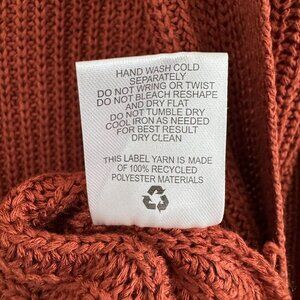 HAND WASH COLD
SEPARATELY
DO NOT WRING OR TWIST
DO NOT BLEACH RESHAPE
AND DRY FLAT
DO NOT TUMBLE DRY
COOL IRON AS NEEDED
FOR BEST RESULT
DRY CLEAN
THIS LABEL YARN IS MADE
OF 100% RECYCLED
POLYESTER MATERIALS